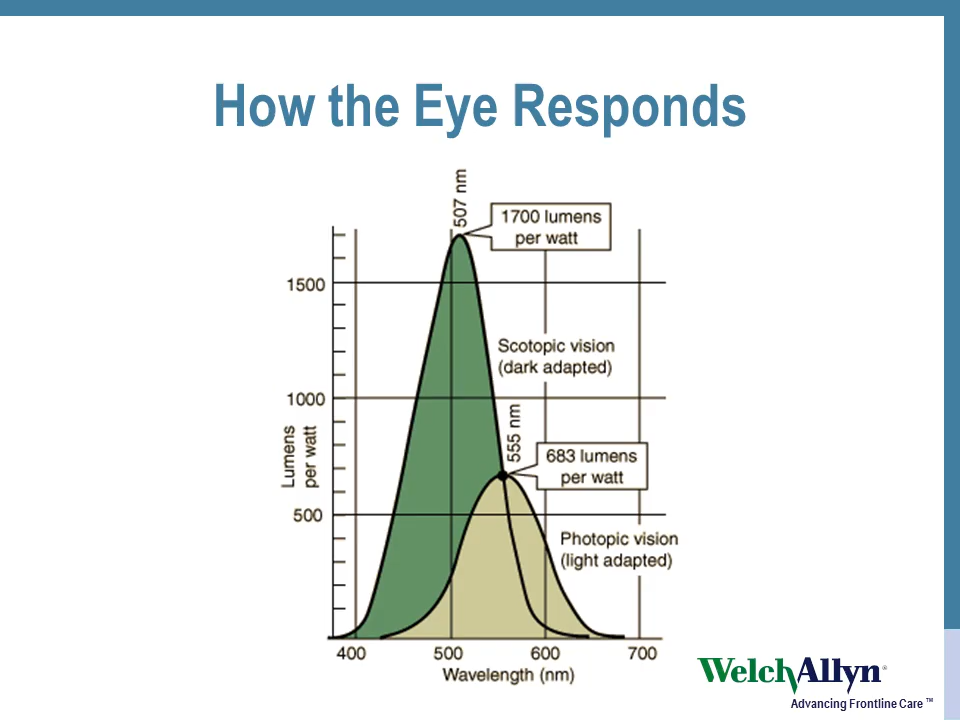 How the Eye Responds
507 nm
1700 lumens
per watt
1500
Scotopic vision
(dark adapted)
1000
555 nm
Lumens
per watt
683 lumens
per watt
500
Photopic vision
(light adapted)
400 500 600 700
Wavelength (nm)
WelchAllyn®
Advancing Frontline Care ™